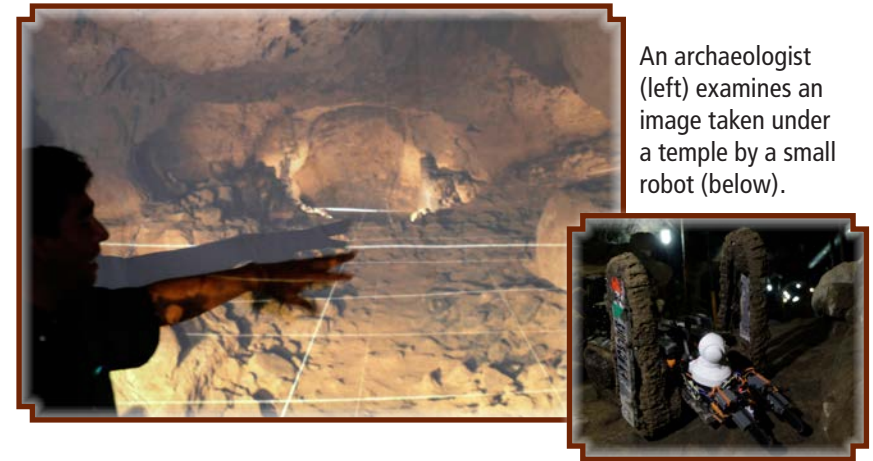 An archaeologist
(left) examines an
image taken under
a temple by a small
robot (below).